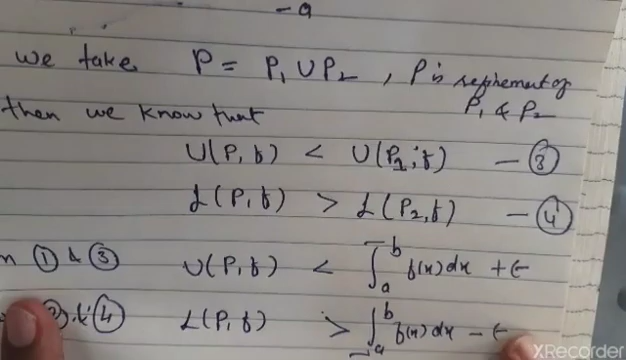 -a
we take P = P₁ ∪ P₂ , P is refinement of P₁ & P₂
then we know that
U(P, f) < U(P₁, f) — ③
L(P, f) > L(P₂, f) — ④
① & ③ U(P, f) < ∫̄ₐᵇ f(x) dx + ϵ
& ④ L(P, f) > ∫̲ₐᵇ f(x) dx - ϵ
XRecorder